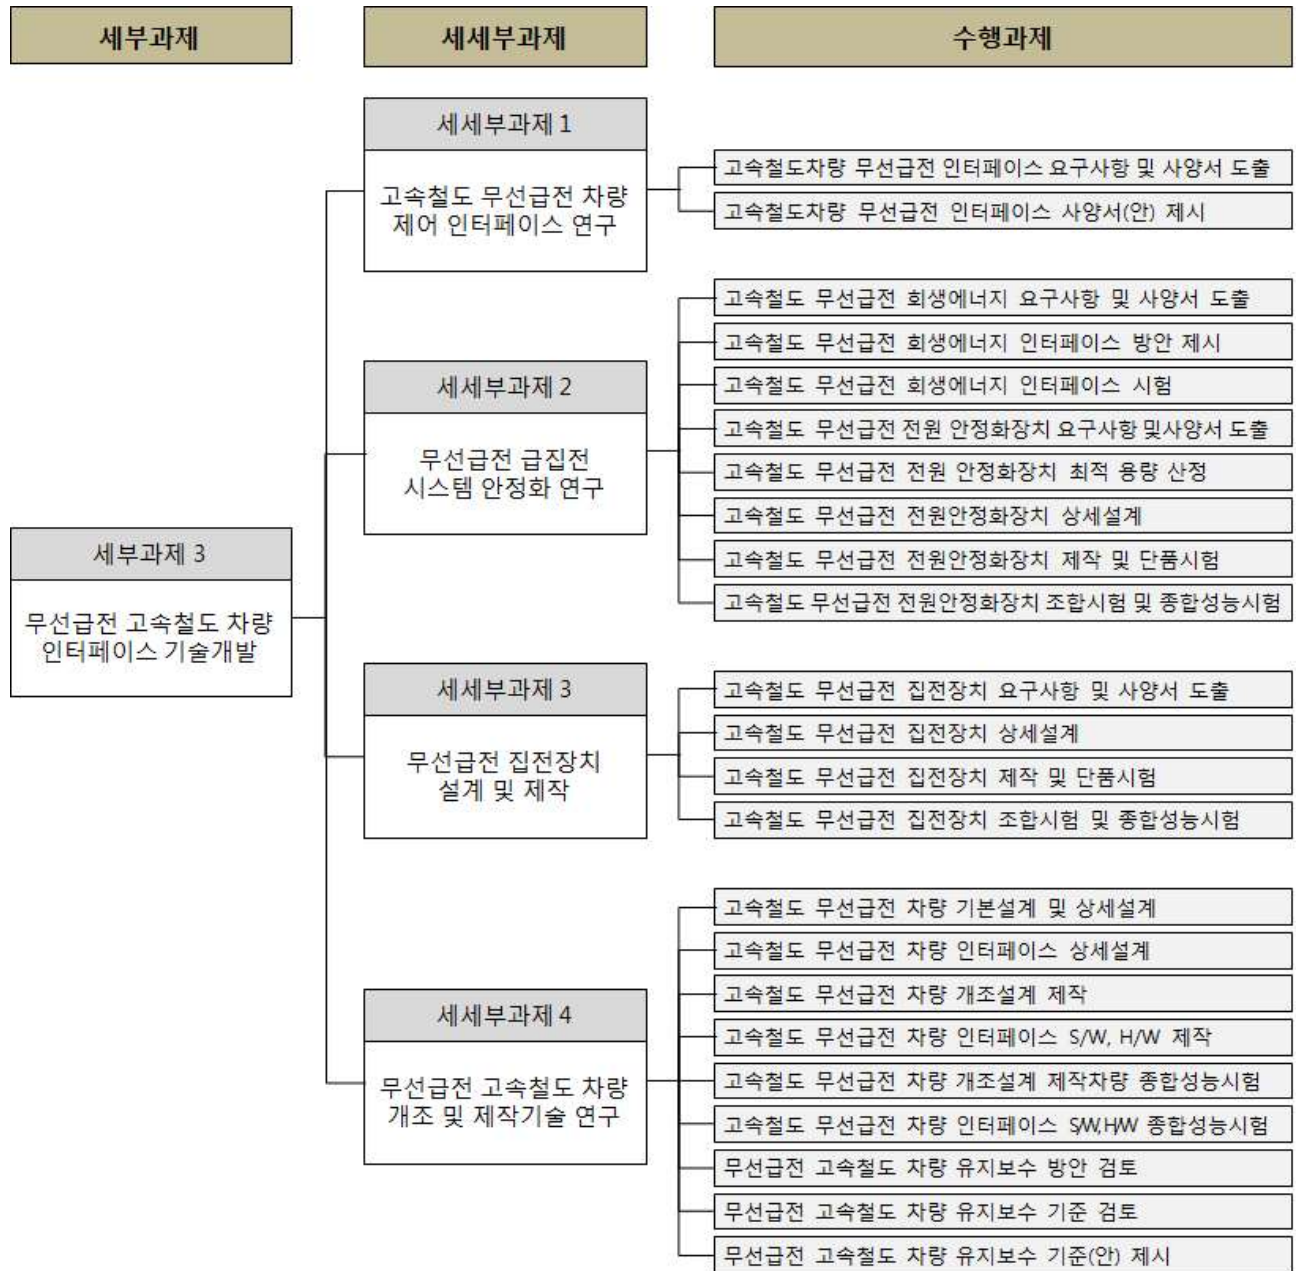 세부과제
세세부과제
수행과제
세부과제 3
무선급전 고속철도 차량
인터페이스 기술개발
세세부과제 1
고속철도 무선급전 차량
제어 인터페이스 연구
고속철도차량 무선급전 인터페이스 요구사항 및 사양서 도출
고속철도차량 무선급전 인터페이스 사양서(안) 제시
세세부과제 2
무선급전 급집전
시스템 안정화 연구
고속철도 무선급전 회생에너지 요구사항 및 사양서 도출
고속철도 무선급전 회생에너지 인터페이스 방안 제시
고속철도 무선급전 회생에너지 인터페이스 시험
고속철도 무선급전 전원 안정화장치 요구사항 및사양서 도출
고속철도 무선급전 전원 안정화장치 최적 용량 산정
고속철도 무선급전 전원안정화장치 상세설계
고속철도 무선급전 전원안정화장치 제작 및 단품시험
고속철도 무선급전 전원안정화장치 조합시험 및 종합성능시험
세세부과제 3
무선급전 집전장치
설계 및 제작
고속철도 무선급전 집전장치 요구사항 및 사양서 도출
고속철도 무선급전 집전장치 상세설계
고속철도 무선급전 집전장치 제작 및 단품시험
고속철도 무선급전 집전장치 조합시험 및 종합성능시험
세세부과제 4
무선급전 고속철도 차량
개조 및 제작기술 연구
고속철도 무선급전 차량 기본설계 및 상세설계
고속철도 무선급전 차량 인터페이스 상세설계
고속철도 무선급전 차량 개조설계 제작
고속철도 무선급전 차량 인터페이스 S/W, H/W 제작
고속철도 무선급전 차량 개조설계 제작차량 종합성능시험
고속철도 무선급전 차량 인터페이스 S/W,H/W 종합성능시험
무선급전 고속철도 차량 유지보수 방안 검토
무선급전 고속철도 차량 유지보수 기준 검토
무선급전 고속철도 차량 유지보수 기준(안) 제시